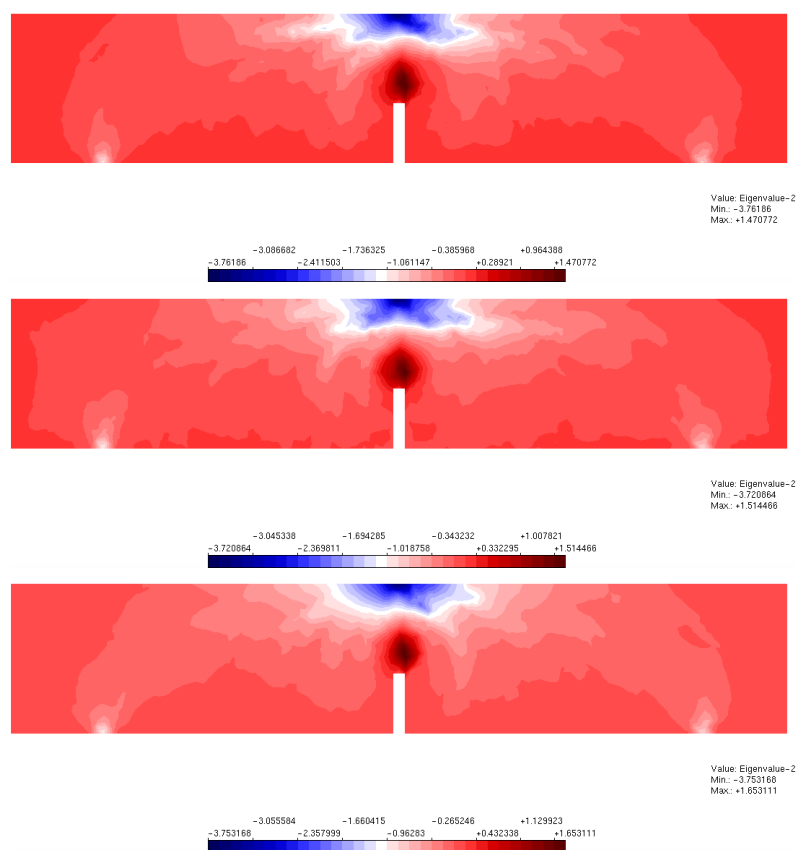 Value: Eigenvalue-2
Min.: -3.76186
Max.: +1.470772
-3.086682 -1.736325 -0.385968 +0.964388
-3.76186 -2.411503 -1.061147 +0.28921 +1.470772
Value: Eigenvalue-2
Min.: -3.720864
Max.: +1.514466
-3.045338 -1.694285 -0.343232 +1.007821
-3.720864 -2.369811 -1.018758 +0.332295 +1.514466
Value: Eigenvalue-2
Min.: -3.753168
Max.: +1.653111
-3.055584 -1.660415 -0.265246 +1.129923
-3.753168 -2.357999 -0.96283 +0.432338 +1.653111